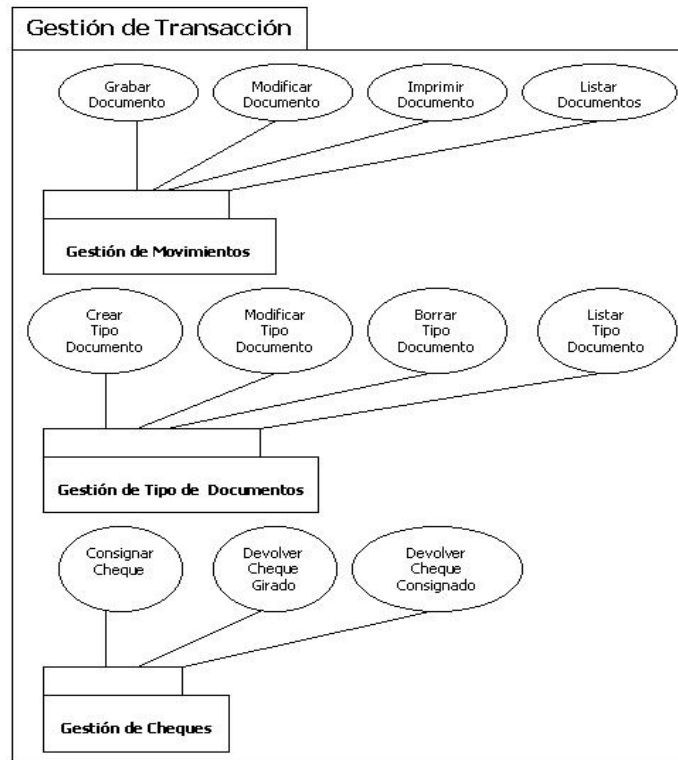 Gestión de Transacción
Grabar
Documento
Modificar
Documento
Imprimir
Documento
Listar
Documentos
Gestión de Movimientos
Crear
Tipo
Documento
Modificar
Tipo
Documento
Borrar
Tipo
Documento
Listar
Tipo
Documento
Gestión de Tipo de Documentos
Consignar
Cheque
Devolver
Cheque
Girado
Devolver
Cheque
Consignado
Gestión de Cheques